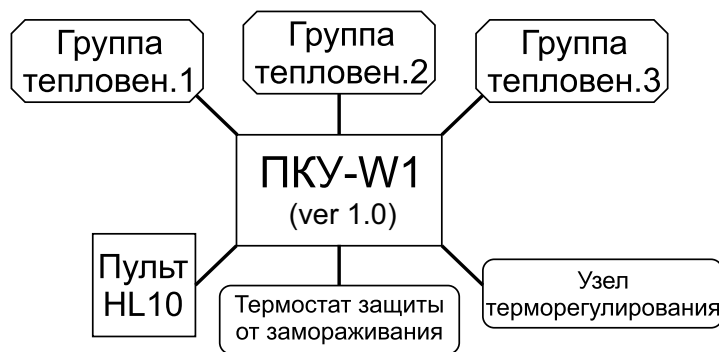 Группа
тепловен.1
Группа
тепловен.2
Группа
тепловен.3
ПКУ-W1
(ver 1.0)
Пульт
HL10
Термостат защиты
от замораживания
Узел
терморегулирования